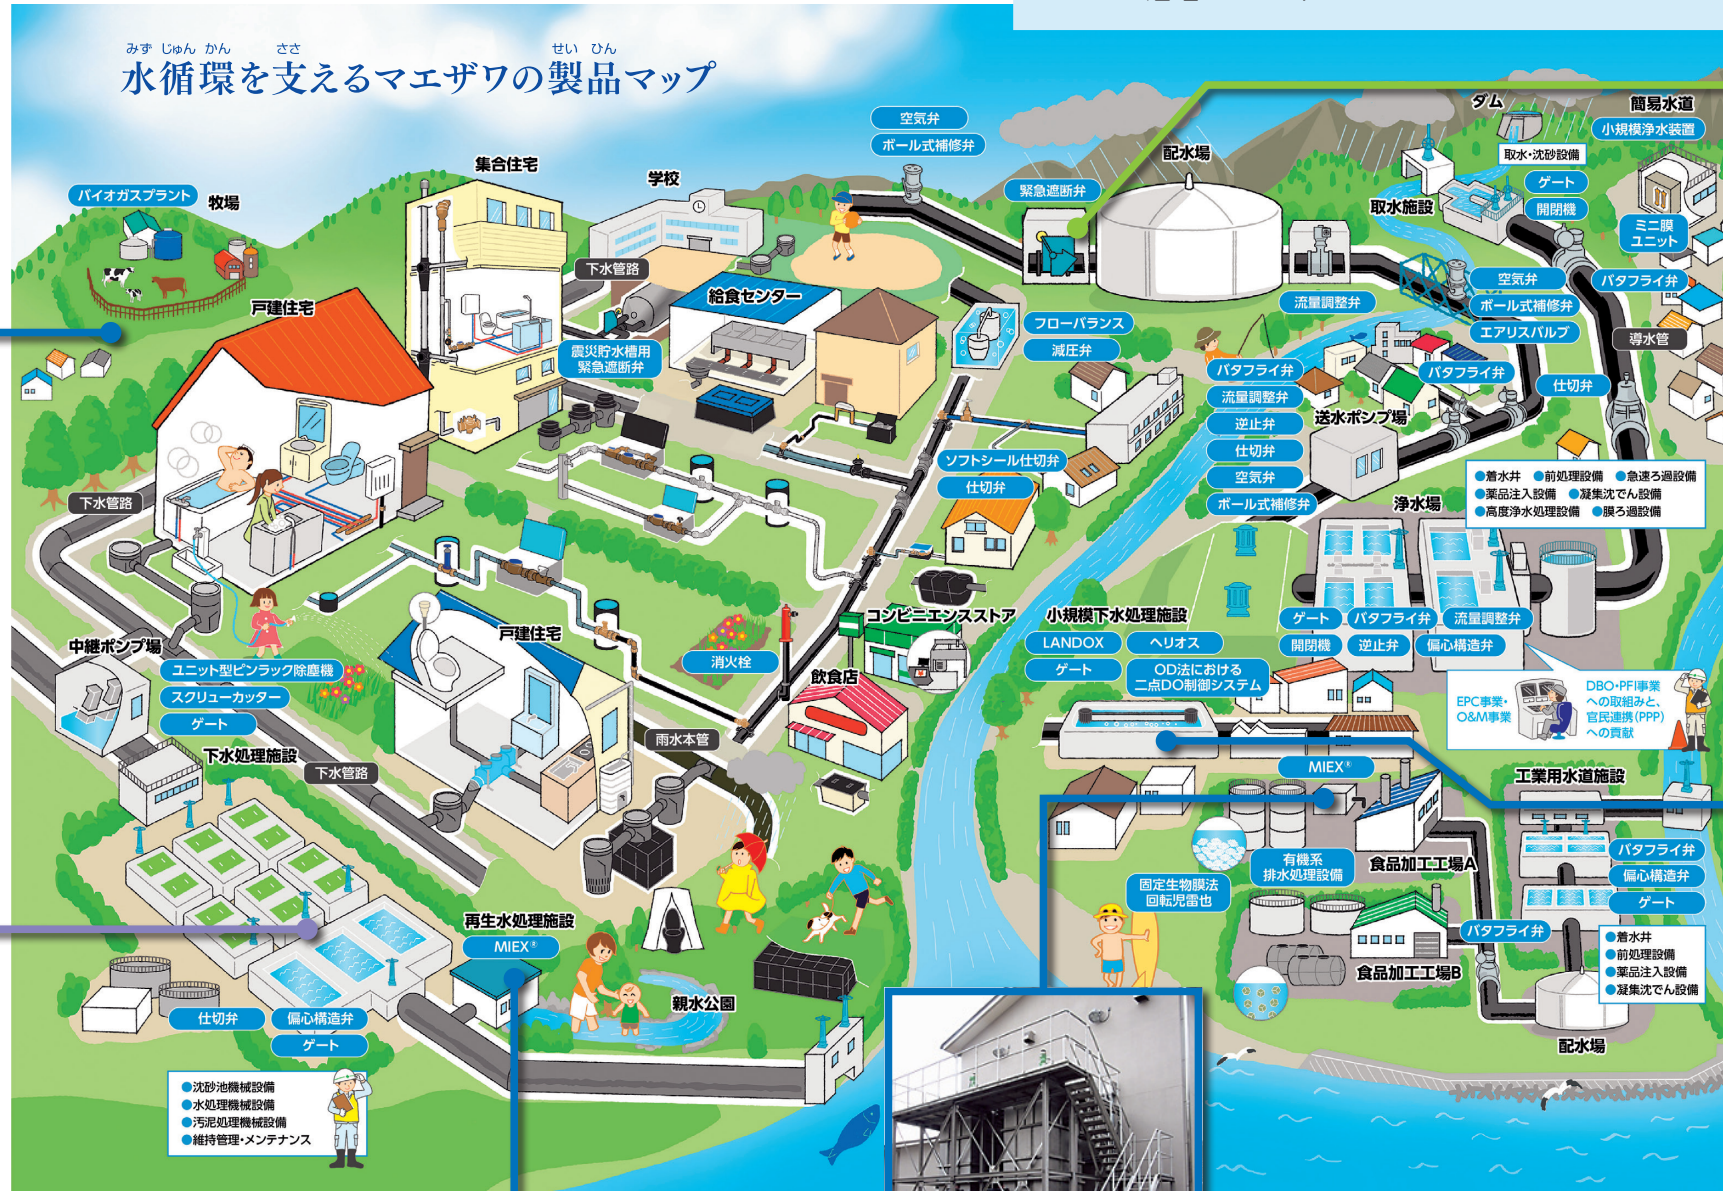 みず じゅん かん ささ せい ひん
水循環を支えるマエザワの製品マップ
空気弁
ボール式補修弁
ダム
簡易水道
小規模浄水装置
取水・沈砂設備
ゲート
開閉機
取水施設
ミニ膜
ユニット
配水場
緊急遮断弁
学校
集合住宅
バイオガスプラント
牧場
下水管路
戸建住宅
給食センター
震災貯水槽用
緊急遮断弁
フローバランス
減圧弁
流量調整弁
空気弁
ボール式補修弁
エアリスバルブ
バタフライ弁
導水管
バタフライ弁
流量調整弁
逆止弁
仕切弁
空気弁
ボール式補修弁
バタフライ弁
仕切弁
送水ポンプ場
ソフトシール仕切弁
仕切弁
●着水井 ●前処理設備 ●急速ろ過設備
●薬品注入設備 ●凝集沈でん設備
●高度浄水処理設備 ●膜ろ過設備
浄水場
下水管路
ゲート
バタフライ弁
流量調整弁
開閉機
逆止弁
偏心構造弁
コンビニエンスストア
小規模下水処理施設
LANDOX
ヘリオス
ゲート
OD法における
二点DO制御システム
戸建住宅
消火栓
飲食店
中継ポンプ場
ユニット型ピンラック除塵機
スクリューカッター
ゲート
EPC事業・
O&M事業
DBO・PFI事業
への取組みと、
官民連携(PPP)
への貢献
雨水本管
下水処理施設
下水管路
MIEX®
工業用水道施設
バタフライ弁
偏心構造弁
ゲート
有機系
排水処理設備
食品加工工場A
固定生物膜法
回転児雷也
バタフライ弁
食品加工工場B
●着水井
●前処理設備
●薬品注入設備
●凝集沈でん設備
配水場
再生水処理施設
MIEX®
親水公園
仕切弁
偏心構造弁
ゲート
●沈砂池機械設備
●水処理機械設備
●汚泥処理機械設備
●維持管理・メンテナンス